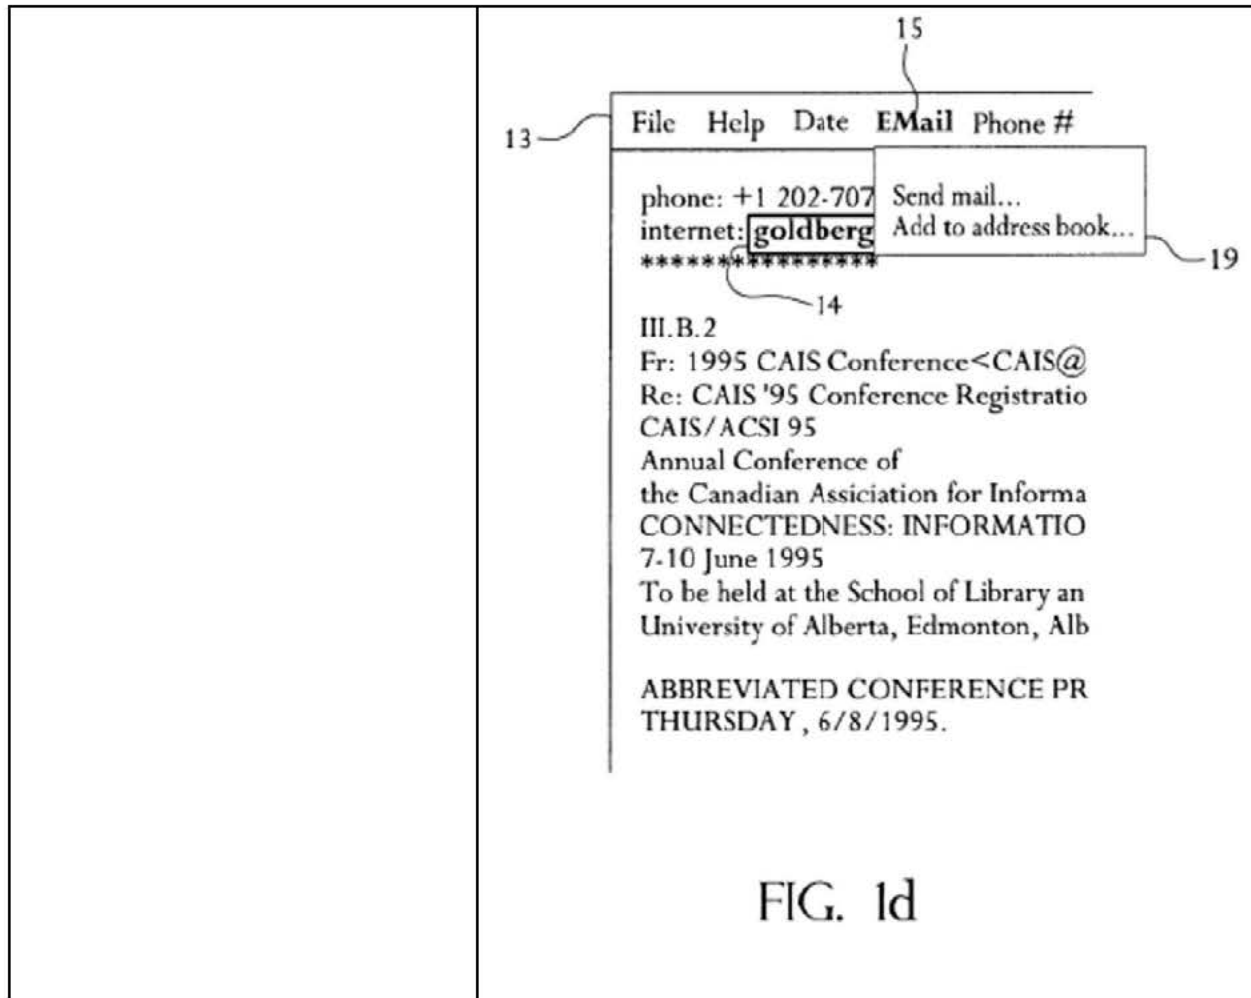 15
13
File Help Date EMail Phone #
phone: +1 202-707
Send mail...
internet: goldberg
Add to address book...
19
****************
14
III.B.2
Fr: 1995 CAIS Conference<CAIS@
Re: CAIS '95 Conference Registratio
CAIS/ACSI 95
Annual Conference of
the Canadian Assiciation for Informa
CONNECTEDNESS: INFORMATIO
7-10 June 1995
To be held at the School of Library an
University of Alberta, Edmonton, Alb
ABBREVIATED CONFERENCE PR
THURSDAY, 6/8/1995.
FIG. 1d